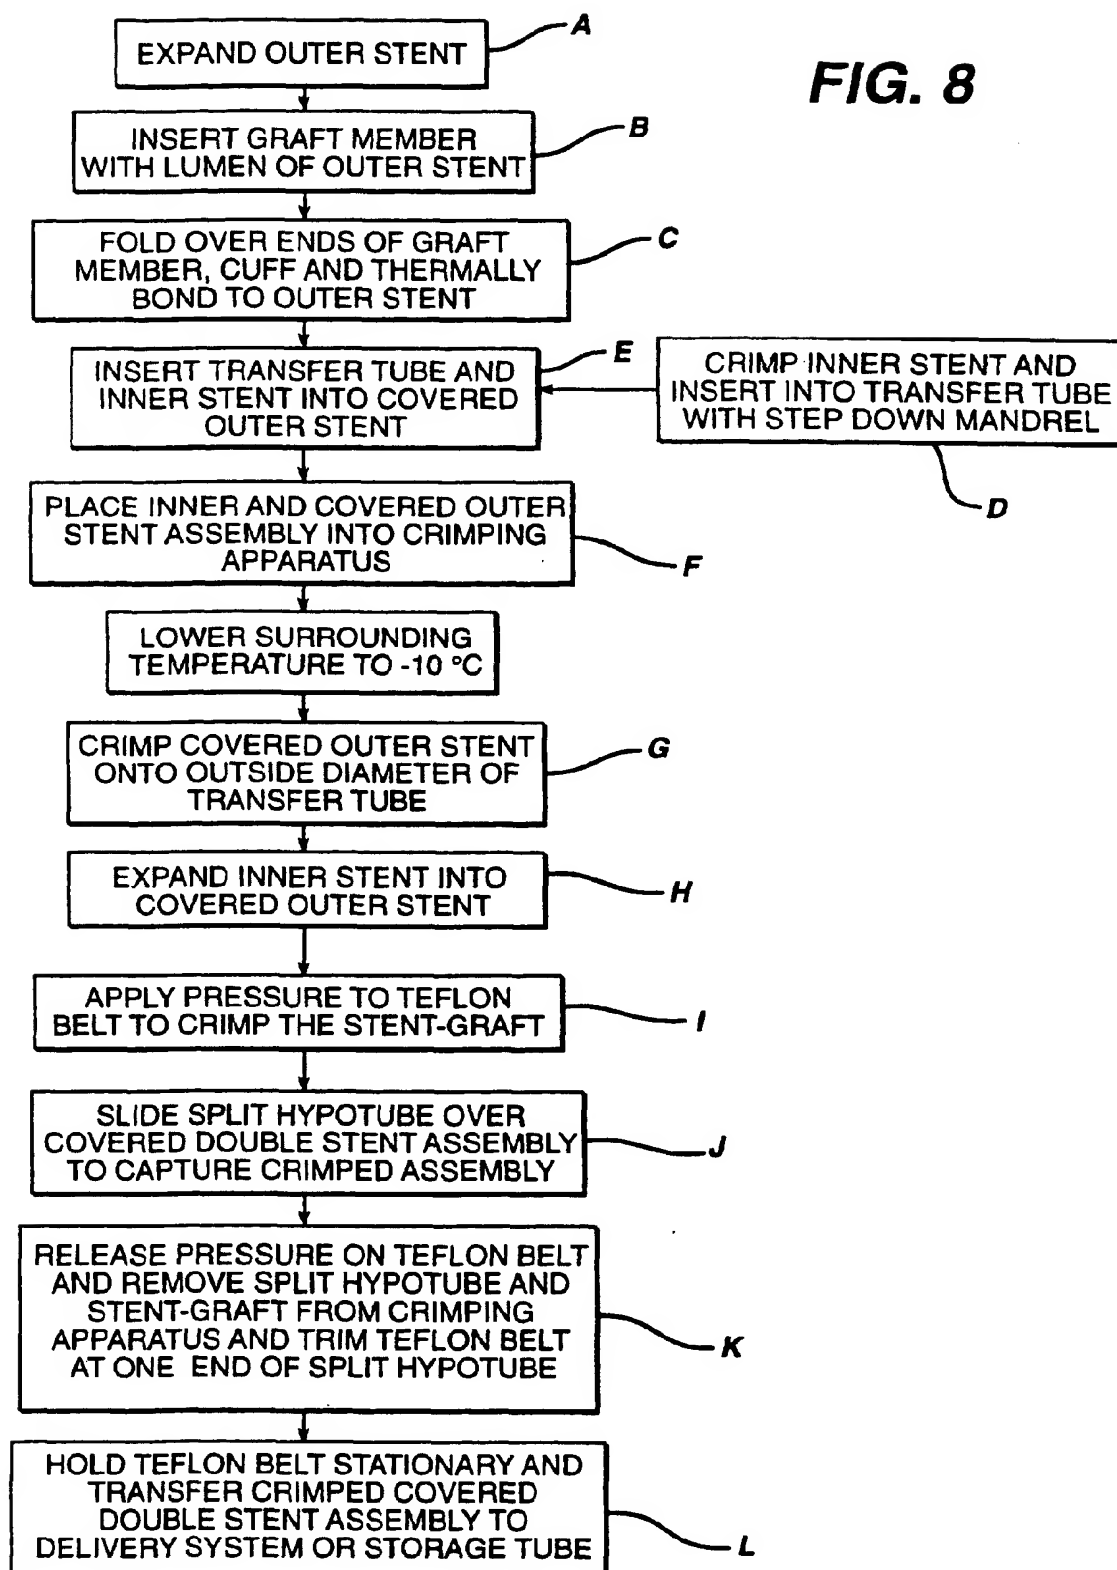 FIG. 8
EXPAND OUTER STENT
A
INSERT GRAFT MEMBER
WITH LUMEN OF OUTER STENT
B
FOLD OVER ENDS OF GRAFT
MEMBER, CUFF AND THERMALLY
BOND TO OUTER STENT
C
CRIMP INNER STENT AND
INSERT INTO TRANSFER TUBE
WITH STEP DOWN MANDREL
D
INSERT TRANSFER TUBE AND
INNER STENT INTO COVERED
OUTER STENT
E
PLACE INNER AND COVERED OUTER
STENT ASSEMBLY INTO CRIMPING
APPARATUS
F
LOWER SURROUNDING
TEMPERATURE TO -10 °C
CRIMP COVERED OUTER STENT
ONTO OUTSIDE DIAMETER OF
TRANSFER TUBE
G
EXPAND INNER STENT INTO
COVERED OUTER STENT
H
APPLY PRESSURE TO TEFLON
BELT TO CRIMP THE STENT-GRAFT
I
SLIDE SPLIT HYPOTUBE OVER
COVERED DOUBLE STENT ASSEMBLY
TO CAPTURE CRIMPED ASSEMBLY
J
RELEASE PRESSURE ON TEFLON BELT
AND REMOVE SPLIT HYPOTUBE AND
STENT-GRAFT FROM CRIMPING
APPARATUS AND TRIM TEFLON BELT
AT ONE END OF SPLIT HYPOTUBE
K
HOLD TEFLON BELT STATIONARY AND
TRANSFER CRIMPED COVERED
DOUBLE STENT ASSEMBLY TO
DELIVERY SYSTEM OR STORAGE TUBE
L